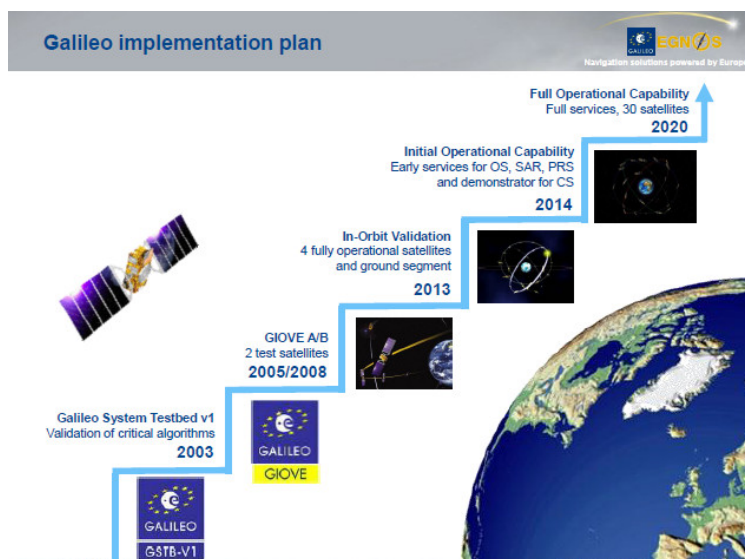 Galileo implementation plan
GALILEO
EGNOS
Navigation solutions powered by Europe
Full Operational Capability
Full services, 30 satellites
2020
Initial Operational Capability
Early services for OS, SAR, PRS
and demonstrator for CS
2014
In-Orbit Validation
4 fully operational satellites
and ground segment
2013
GIOVE A/B
2 test satellites
2005/2008
Galileo System Testbed v1
Validation of critical algorithms
2003
GALILEO
GIOVE
GALILEO
GSTB-V1